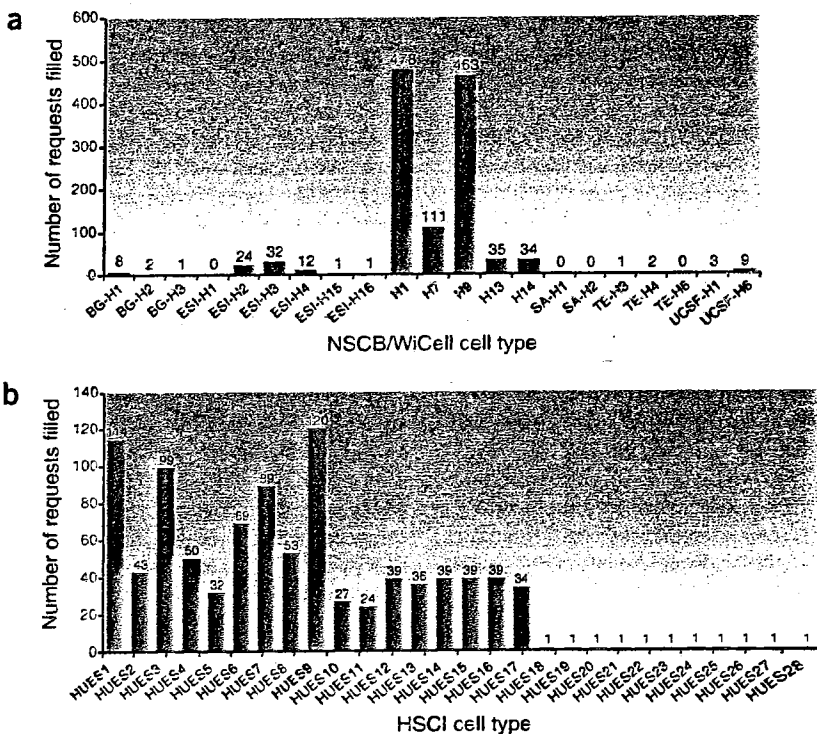 a
Number of requests filled
600
500
400
300
200
100
0
8 2 1 0 24 32 12 1 1 111 463 35 34 0 0 1 2 0 3 9
BG-H1 BG-H2 BG-H3 ESI-H1 ESI-H2 ESI-H3 ESI-H4 ESI-H15 ESI-H16 H1 H7 H9 H13 H14 SA-H1 SA-H2 TE-H3 TE-H4 TE-H6 UCSF-H1 UCSF-H6
NSCB/WiCell cell type
b
Number of requests filled
140
120
100
80
60
40
20
0
43 99 50 32 69 53 120 27 24 39 36 39 39 39 34 1 1 1 1 1 1 1 1 1 1 1
HUES1 HUES2 HUES3 HUES4 HUES5 HUES6 HUES7 HUES8 HUES9 HUES10 HUES11 HUES12 HUES13 HUES14 HUES15 HUES16 HUES17 HUES18 HUES19 HUES20 HUES21 HUES22 HUES23 HUES24 HUES25 HUES26 HUES27 HUES28
HSCI cell type